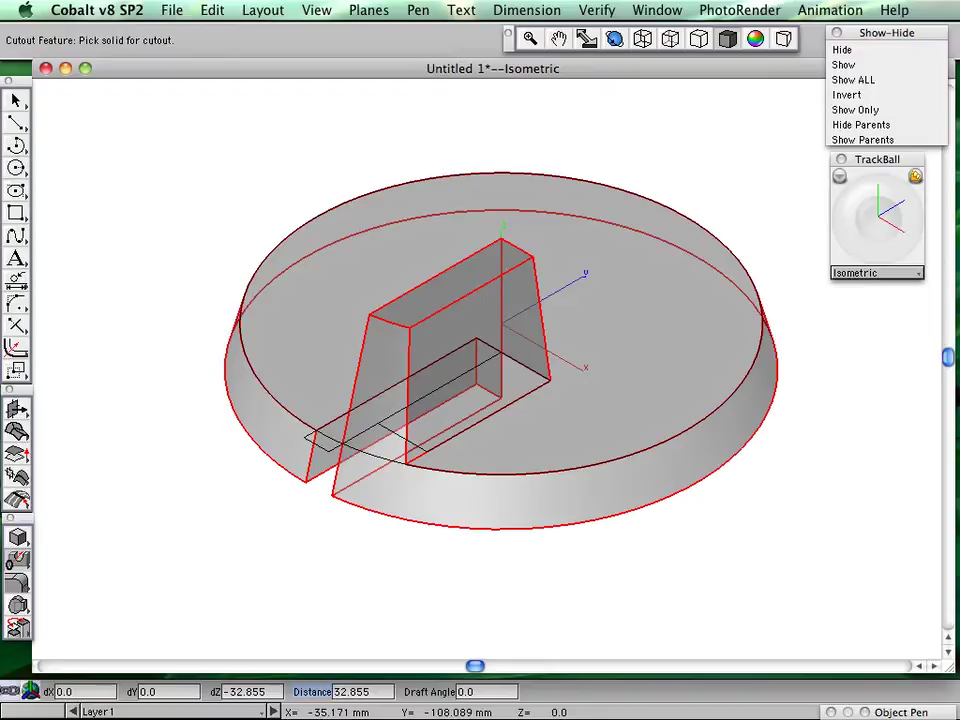 Cobalt v8 SP2 File Edit Layout View Planes Pen Text Dimension Verify Window PhotoRender Animation Help
Cutout Feature: Pick solid for cutout.
Show-Hide
Hide
Show
Show ALL
Invert
Show Only
Hide Parents
Show Parents
Untitled 1*--Isometric
TrackBall
Isometric
y
x
A
dX 0.0 dY 0.0 dZ -32.855 Distance 32.855 Draft Angle 0.0
Layer1 X= -35.171 mm Y= -108.089 mm Z= 0.0 Object Pen